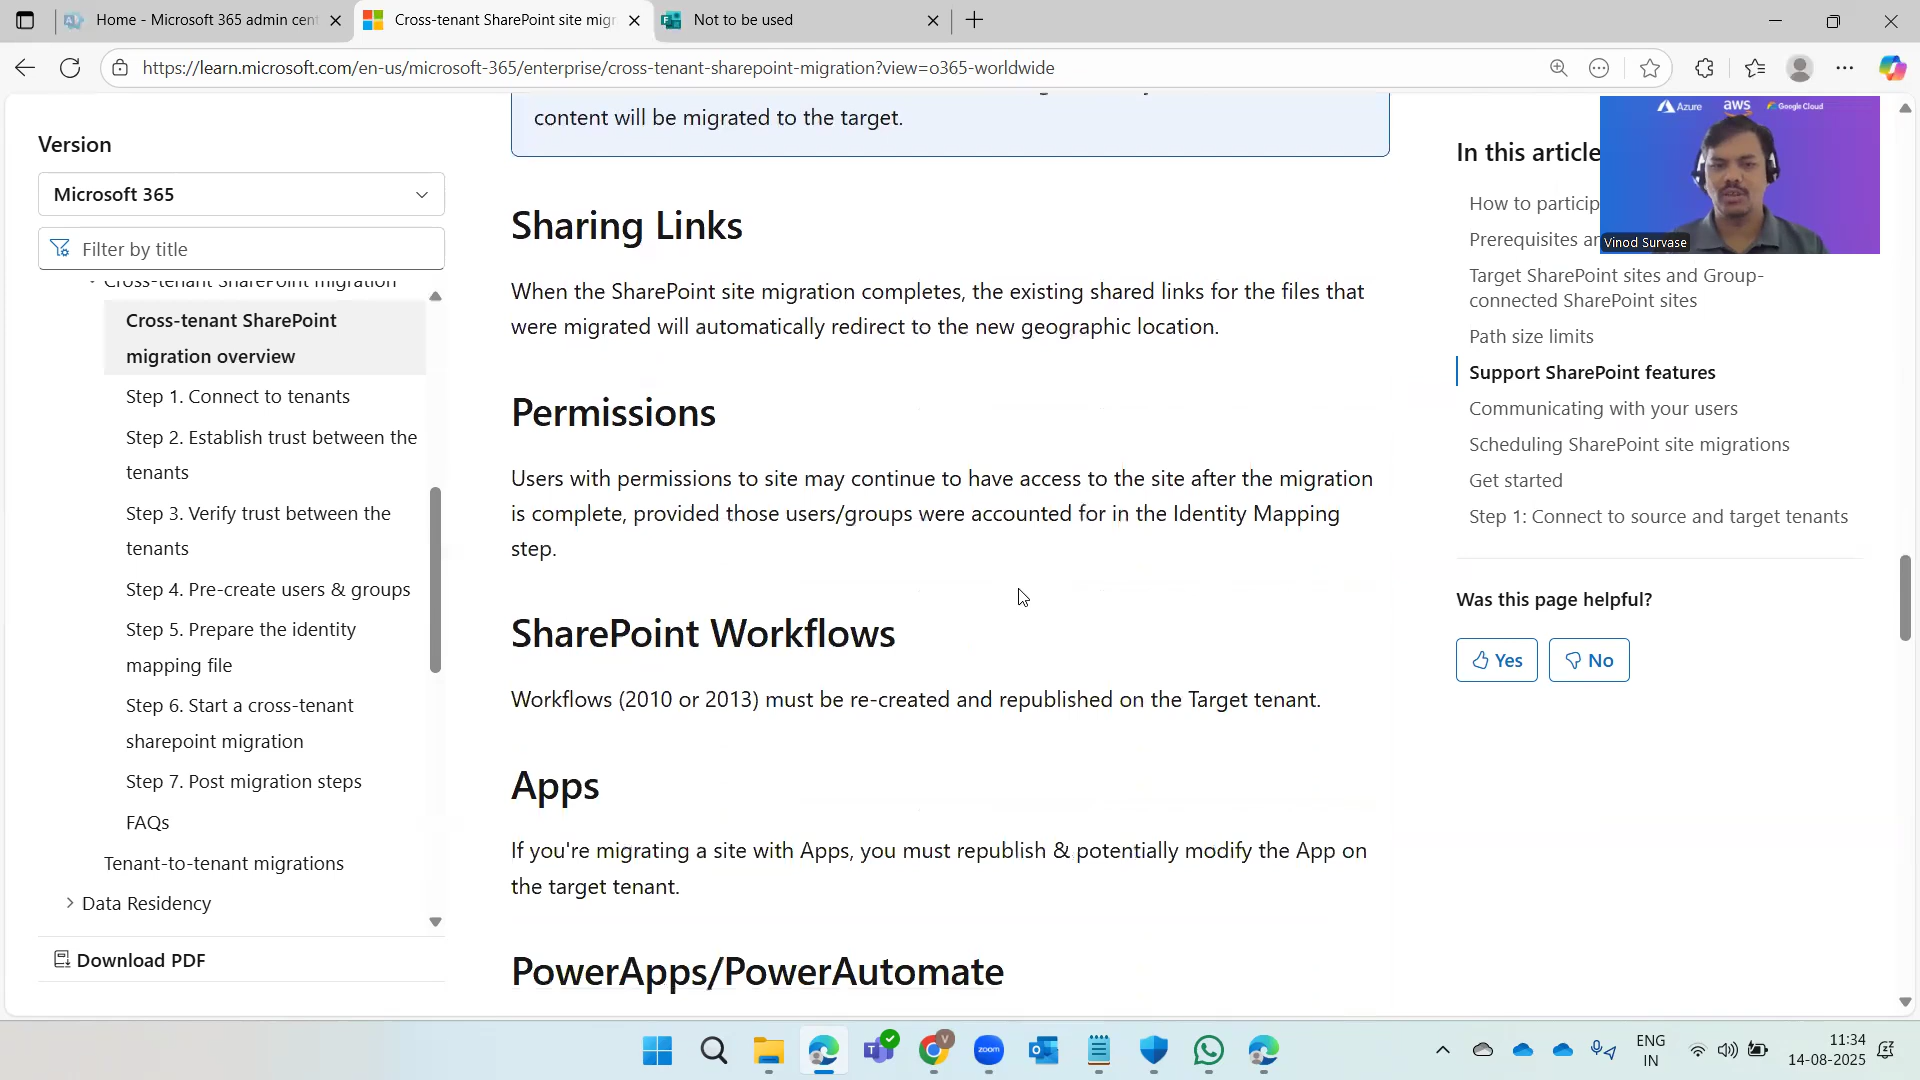 Home - Microsoft 365 admin cent
Cross-tenant SharePoint site migr
Not to be used
https://learn.microsoft.com/en-us/microsoft-365/enterprise/cross-tenant-sharepoint-migration?view=o365-worldwide
Version
Microsoft 365
Filter by title
Cross-tenant SharePoint migration
Cross-tenant SharePoint
migration overview
Step 1. Connect to tenants
Step 2. Establish trust between the
tenants
Step 3. Verify trust between the
tenants
Step 4. Pre-create users & groups
Step 5. Prepare the identity
mapping file
Step 6. Start a cross-tenant
sharepoint migration
Step 7. Post migration steps
FAQs
Tenant-to-tenant migrations
Data Residency
Download PDF
content will be migrated to the target.
Sharing Links
When the SharePoint site migration completes, the existing shared links for the files that
were migrated will automatically redirect to the new geographic location.
Permissions
Users with permissions to site may continue to have access to the site after the migration
is complete, provided those users/groups were accounted for in the Identity Mapping
step.
SharePoint Workflows
Workflows (2010 or 2013) must be re-created and republished on the Target tenant.
Apps
If you're migrating a site with Apps, you must republish & potentially modify the App on
the target tenant.
PowerApps/PowerAutomate
In this article
How to particip
Prerequisites an
Target SharePoint sites and Group-
connected SharePoint sites
Path size limits
Support SharePoint features
Communicating with your users
Scheduling SharePoint site migrations
Get started
Step 1: Connect to source and target tenants
Was this page helpful?
Yes
No
Azure
aws
Google Cloud
Vinod Survase
zoom
V
ENG
IN
11:34
14-08-2025